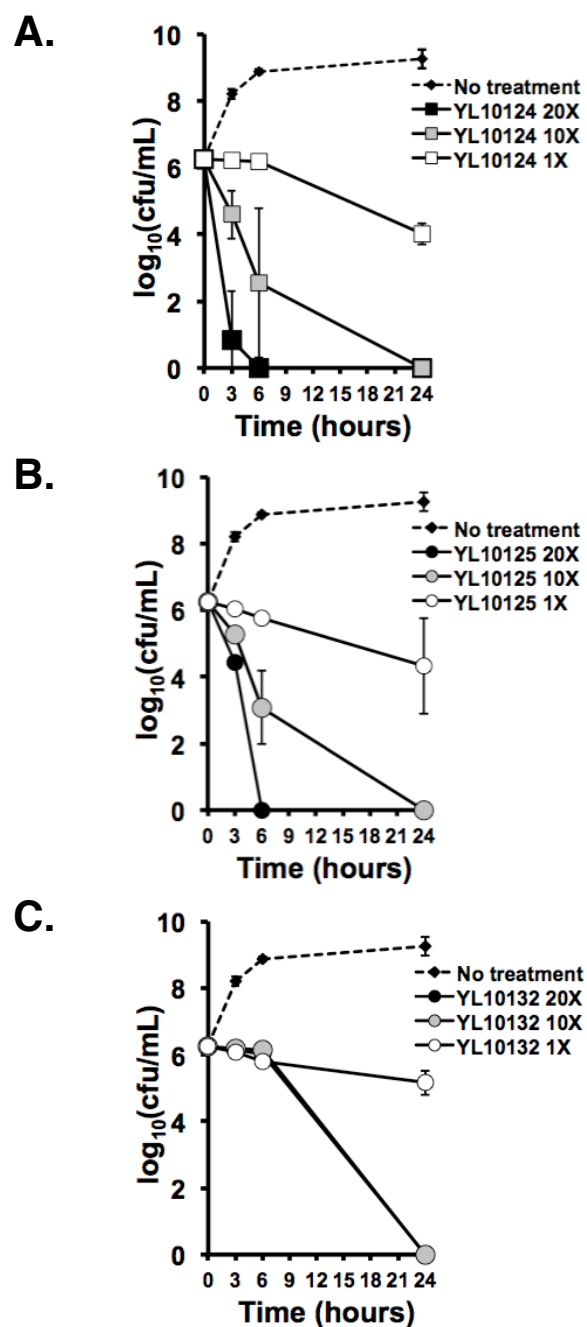 A.
10
8
6
4
2
0
log10(cfu/mL)
No treatment
YL10124 20X
YL10124 10X
YL10124 1X
0 3 6 9 12 15 18 21 24
Time (hours)
B.
10
8
6
4
2
0
log10(cfu/mL)
No treatment
YL10125 20X
YL10125 10X
YL10125 1X
0 3 6 9 12 15 18 21 24
Time (hours)
C.
10
8
6
4
2
0
log10(cfu/mL)
No treatment
YL10132 20X
YL10132 10X
YL10132 1X
0 3 6 9 12 15 18 21 24
Time (hours)